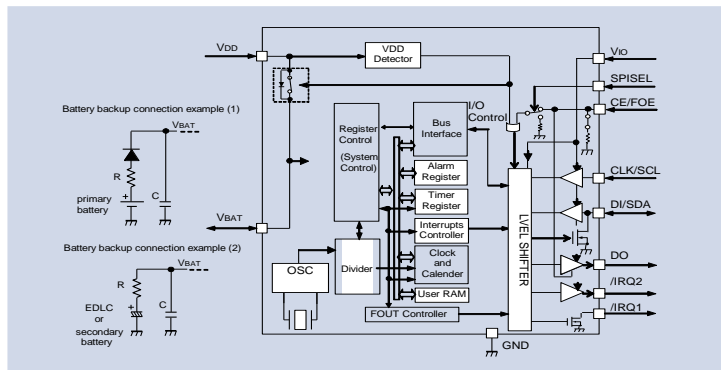 VDD
VDD
Detector
VIO
SPISEL
CE/FOE
I/O
Control
Battery backup connection example (1)
VBAT
R
C
primary
battery
+
Register
Control
(System
Control)
Bus
Interface
Alarm
Register
Timer
Register
Interrupts
Controller
Clock
and
Calender
User RAM
FOUT Controller
LVEL SHIFTER
CLK/SCL
DI/SDA
DO
/IRQ2
/IRQ1
VBAT
Battery backup connection example (2)
VBAT
R
C
+
EDLC
or
secondary
battery
OSC
Divider
GND